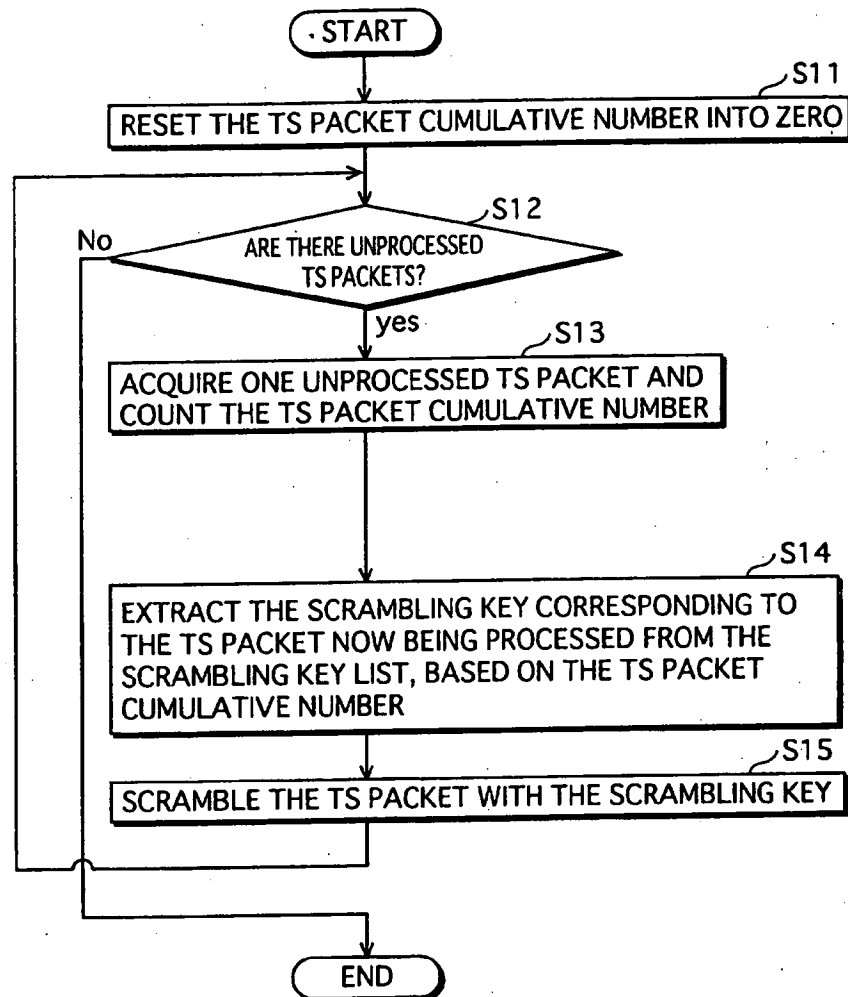 START
S11
RESET THE TS PACKET CUMULATIVE NUMBER INTO ZERO
S12
No
ARE THERE UNPROCESSED
TS PACKETS?
yes
S13
ACQUIRE ONE UNPROCESSED TS PACKET AND
COUNT THE TS PACKET CUMULATIVE NUMBER
S14
EXTRACT THE SCRAMBLING KEY CORRESPONDING TO
THE TS PACKET NOW BEING PROCESSED FROM THE
SCRAMBLING KEY LIST, BASED ON THE TS PACKET
CUMULATIVE NUMBER
S15
SCRAMBLE THE TS PACKET WITH THE SCRAMBLING KEY
END